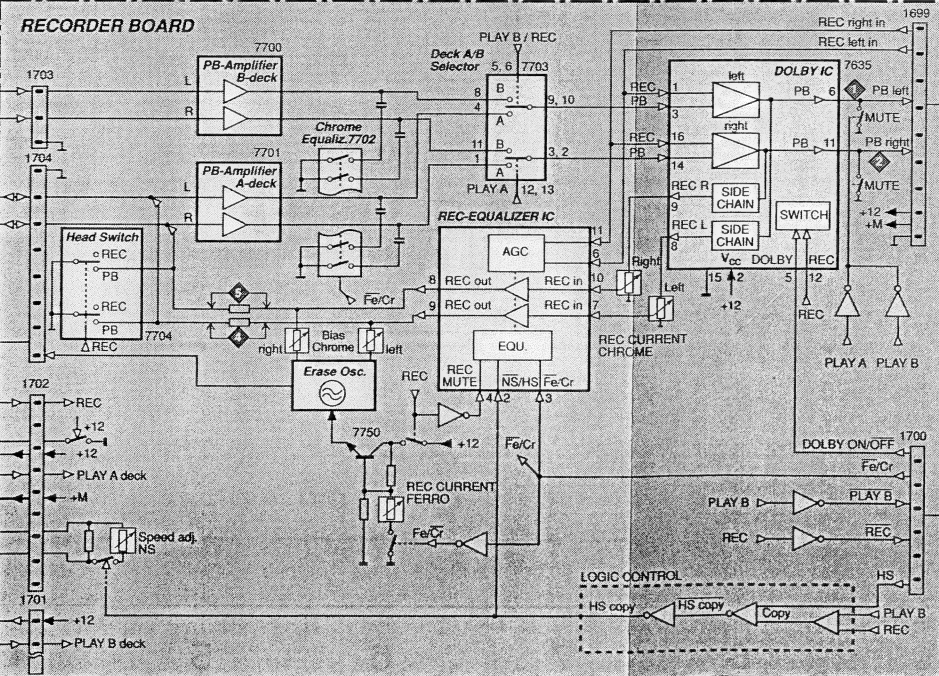 RECORDER BOARD
PLAY B / REC
1699
REC right in
REC left in
7700
Deck A/B
Selector
5, 6
7703
7635
1703
PB-Amplifier
B-deck
DOLBY IC
L
R
8
B
4
A
9, 10
REC
1
PB
3
left
PB
6
1
PB left
MUTE
Chrome
Equaliz.7702
right
REC
16
PB
14
PB
11
PB right
2
MUTE
1704
7701
11
B
1
A
3, 2
PB-Amplifier
A-deck
PLAY A
12, 13
L
R
REC R
9
SIDE
CHAIN
REC L
8
SIDE
CHAIN
SWITCH
+12
+M
REC-EQUALIZER IC
Head Switch
REC
PB
REC
PB
7704
REC
AGC
11
6
Right
VCC
DOLBY
REC
15
2
5
12
+12
REC
Fe/Cr
8
REC out
REC in
10
9
REC out
REC in
7
Left
5
4
right
Bias
Chrome
left
EQU.
REC CURRENT
CHROME
PLAY A
PLAY B
Erase Osc.
REC
MUTE
NS/HS
Fe/Cr
REC
4
2
3
1702
REC
+12
+12
7750
+12
Fe/Cr
DOLBY ON/OFF
1700
Fe/Cr
PLAY A deck
+M
REC CURRENT
FERRO
PLAY B
PLAY B
Speed adj.
NS
Fe/Cr
REC
REC
LOGIC CONTROL
HS
1701
HS copy
HS copy
Copy
PLAY B
REC
+12
PLAY B deck